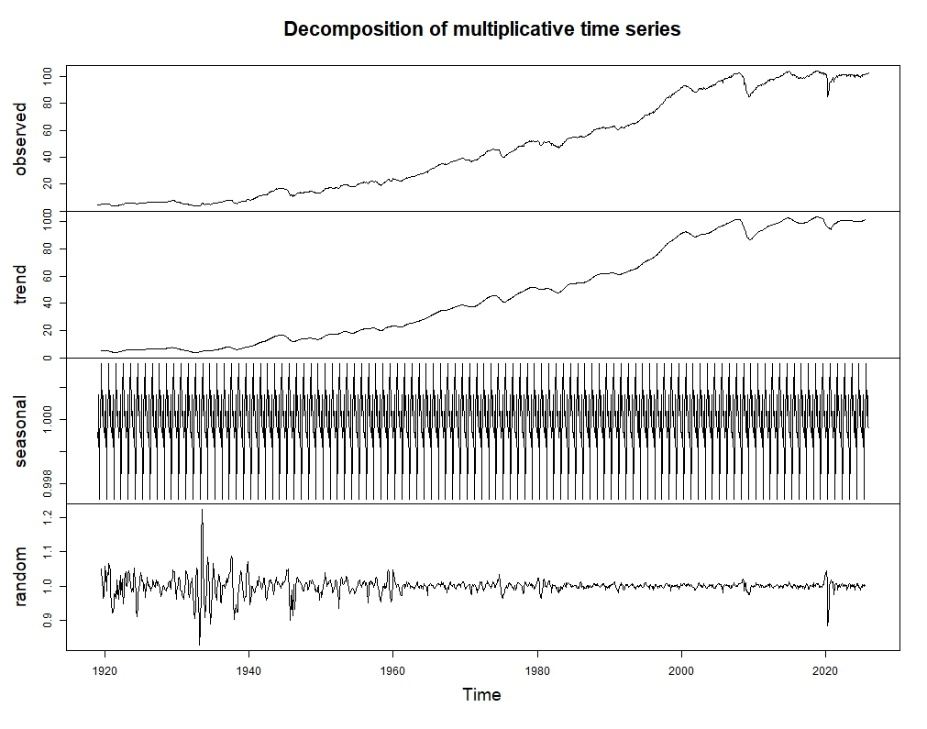 Decomposition of multiplicative time series
observed
20 40 60 80 100
trend
0 20 40 60 80 100
seasonal
0.998 1.000
random
0.9 1.0 1.1 1.2
1920 1940 1960 1980 2000 2020
Time